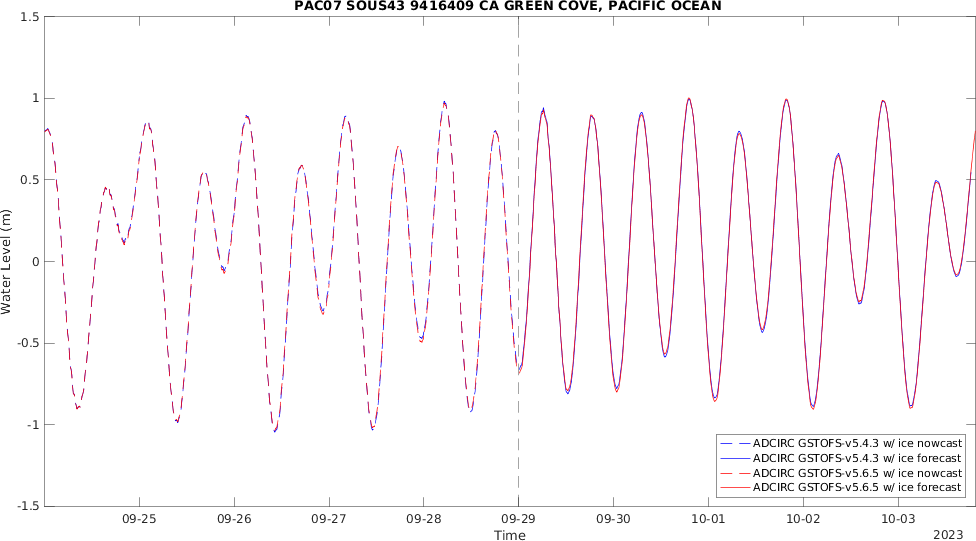 PAC07 SOUS43 9416409 CA GREEN COVE, PACIFIC OCEAN
1.5
1
0.5
0
-0.5
-1
-1.5
Water Level (m)
ADCIRC GSTOFS-v5.4.3 w/ ice nowcast
ADCIRC GSTOFS-v5.4.3 w/ ice forecast
ADCIRC GSTOFS-v5.6.5 w/ ice nowcast
ADCIRC GSTOFS-v5.6.5 w/ ice forecast
09-25 09-26 09-27 09-28 09-29 09-30 10-01 10-02 10-03
Time
2023